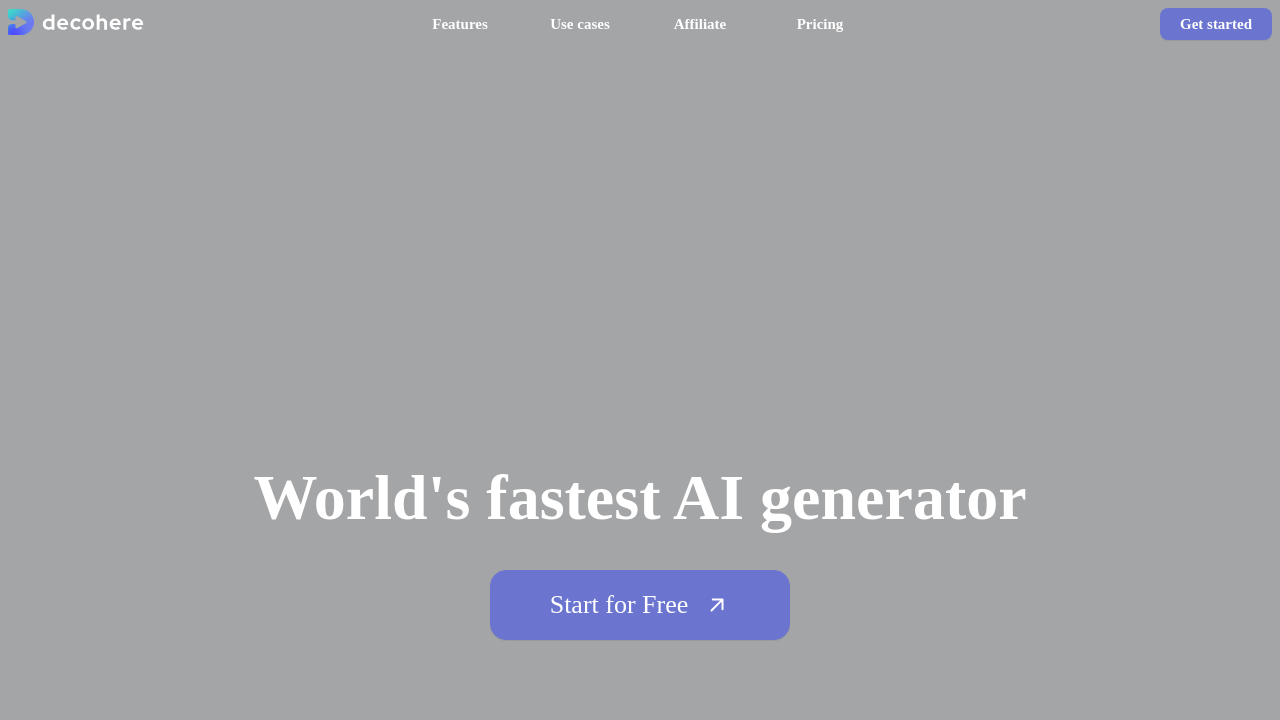 decohere
Features
Use cases
Affiliate
Pricing
Get started
World's fastest AI generator
Start for Free